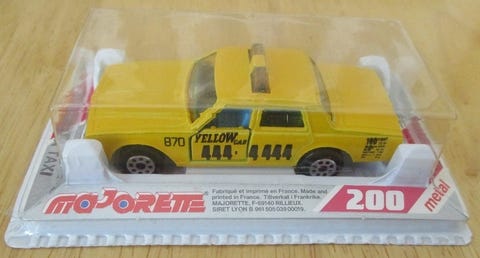 TAXI
870
YELLOW
CAB
444-4444
MAJORETTE
Fabriqué et imprimé en France. Made and
printed in France. Tillverkat i Frankrike.
MAJORETTE, F-69140 RILLIEUX.
SIRET LYON B 961 505 039 00019.
200
metal